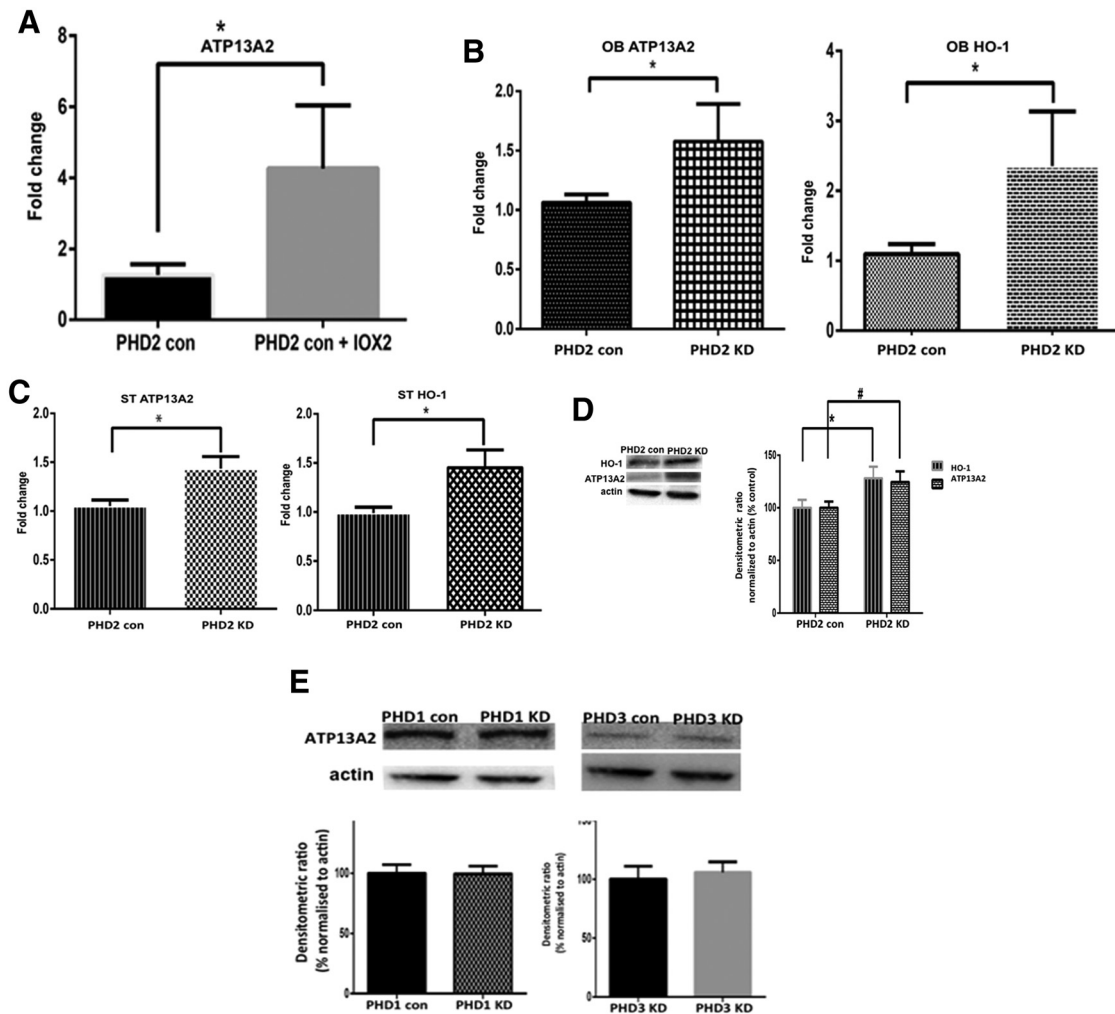 A
*
ATP13A2
Fold change
8
6
4
2
0
PHD2 con
PHD2 con + IOX2
B
OB ATP13A2
*
Fold change
2.0
1.5
1.0
0.5
0.0
PHD2 con
PHD2 KD
OB HO-1
*
Fold change
4
3
2
1
0
PHD2 con
PHD2 KD
C
ST ATP13A2
*
Fold change
2.0
1.5
1.0
0.5
0.0
PHD2 con
PHD2 KD
ST HO-1
*
Fold change
2.0
1.5
1.0
0.5
0.0
PHD2 con
PHD2 KD
D
PHD2 con PHD2 KD
HO-1
ATP13A2
actin
#
*
Densitometric ratio
normalized to actin (% control)
150
100
50
0
PHD2 con
PHD2 KD
HO-1
ATP13A2
E
PHD1 con PHD1 KD
PHD3 con PHD3 KD
ATP13A2
actin
Densitometric ratio
(% normalised to actin)
100
50
0
PHD1 con
PHD1 KD
Densitometric ratio
(% normalised to actin)
100
50
0
PHD3 KD
PHD3 KD